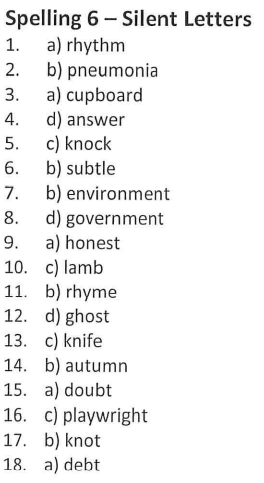 Spelling 6 – Silent Letters
1. a) rhythm
2. b) pneumonia
3. a) cupboard
4. d) answer
5. c) knock
6. b) subtle
7. b) environment
8. d) government
9. a) honest
10. c) lamb
11. b) rhyme
12. d) ghost
13. c) knife
14. b) autumn
15. a) doubt
16. c) playwright
17. b) knot
18. a) debt